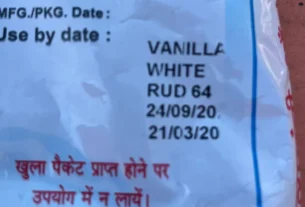 MFG./PKG. Date :
Use by date :
VANILLA
WHITE
RUD 64
24/09/20.
21/03/20
खुला पैकेट प्राप्त होने पर
उपयोग में न लायें।